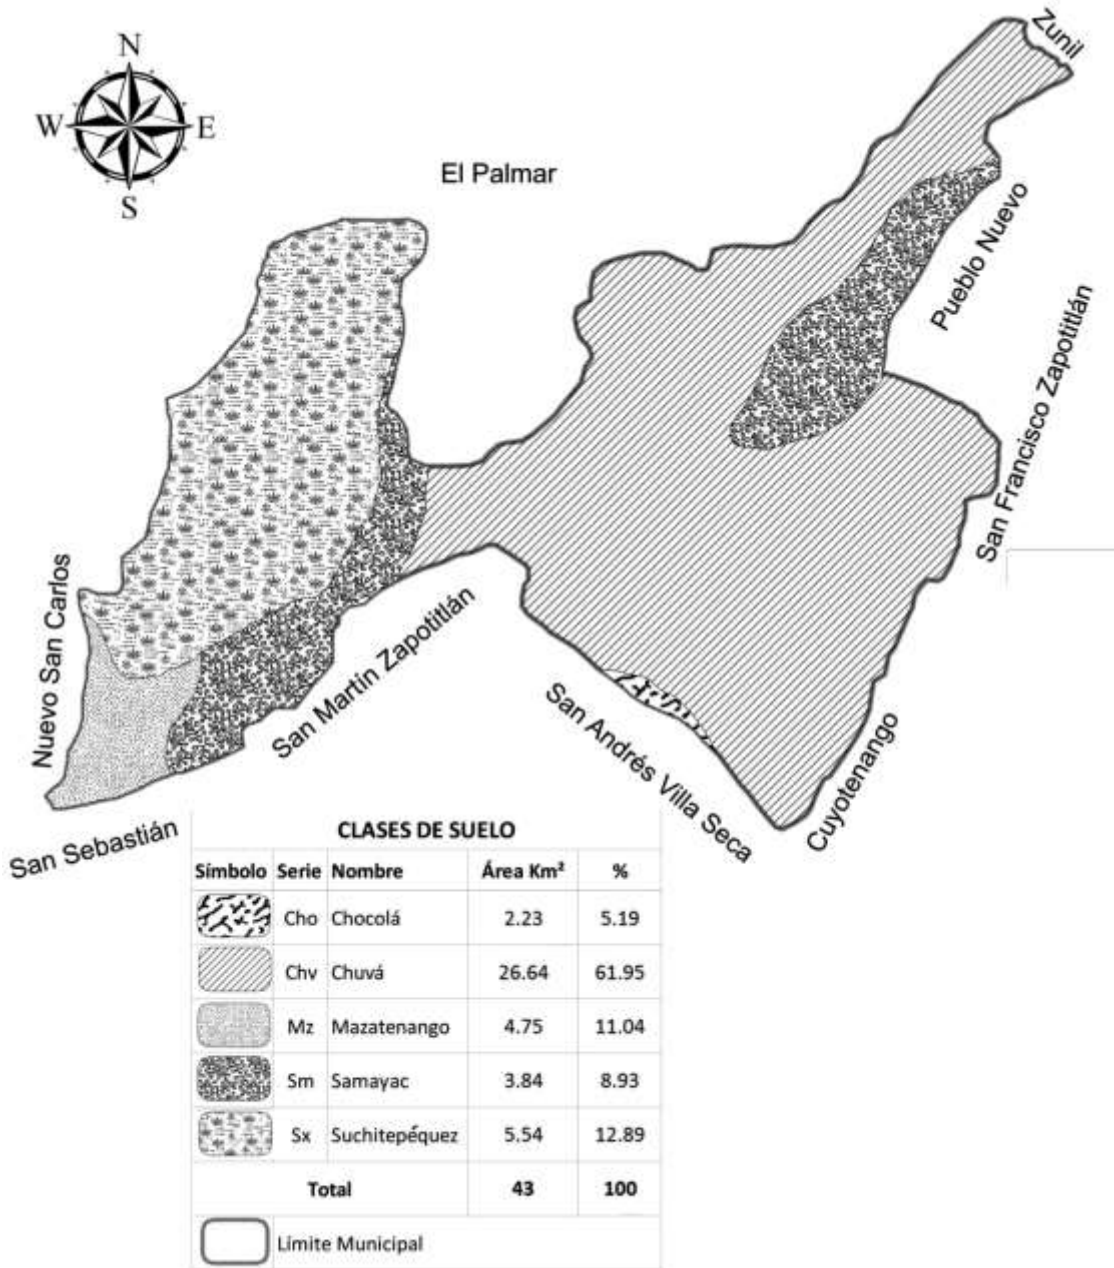 Zunil
N
W E
S
El Palmar
Pueblo Nuevo
San Francisco Zapotitlán
Nuevo San Carlos
San Martín Zapotitlán
San Andrés Villa Seca
Cuyotenango
San Sebastián
CLASES DE SUELO
Símbolo Serie Nombre Área Km² %
Cho Chocolá 2.23 5.19
Chv Chuvá 26.64 61.95
Mz Mazatenango 4.75 11.04
Sm Samayac 3.84 8.93
Sx Suchitepéquez 5.54 12.89
Total 43 100
Límite Municipal